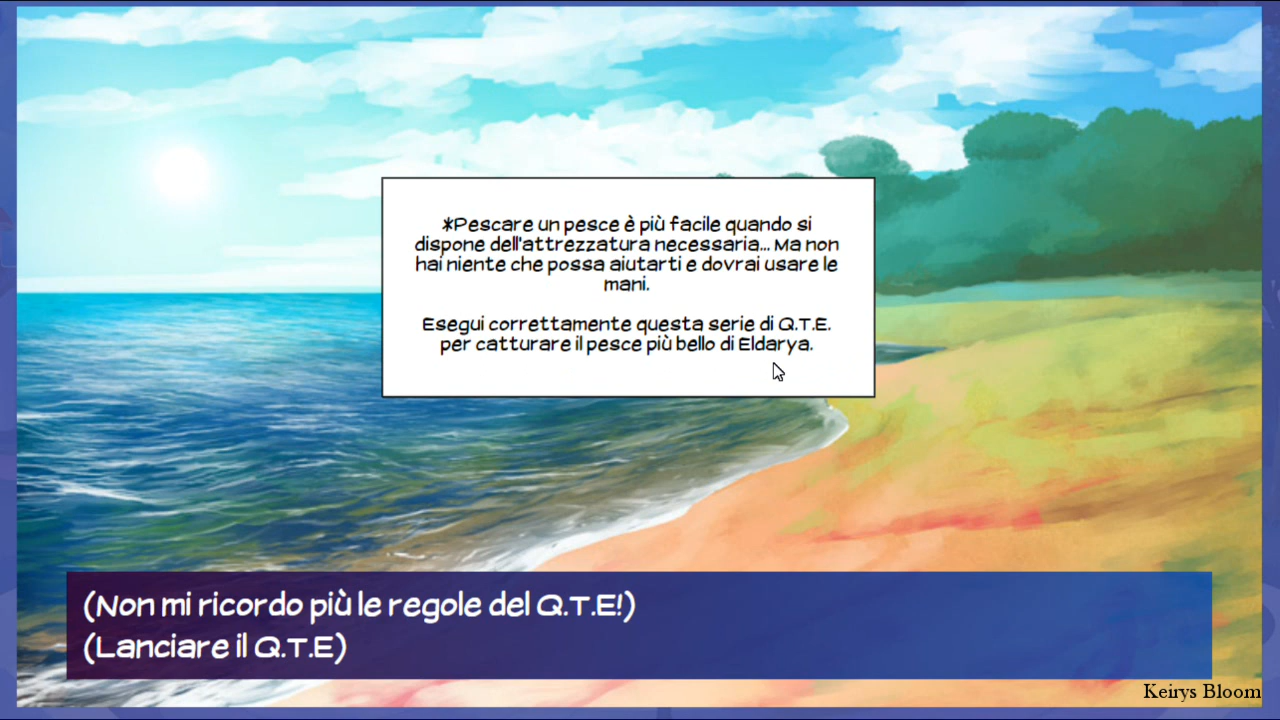 *Pescare un pesce è più facile quando si
dispone dell'attrezzatura necessaria... Ma non
hai niente che possa aiutarti e dovrai usare le
mani.
Esegui correttamente questa serie di Q.T.E.
per catturare il pesce più bello di Eldarya.
(Non mi ricordo più le regole del Q.T.E!)
(Lanciare il Q.T.E)
Keirys Bloom